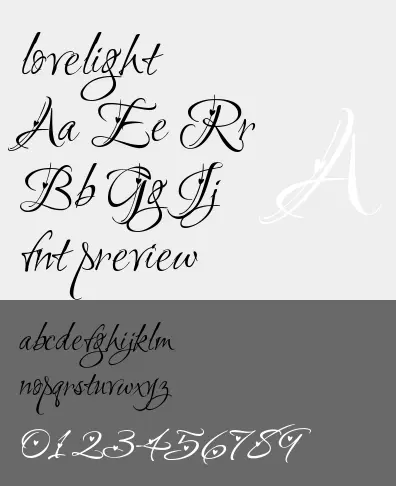 lovelight
Aa Ee Rr
A
Bb Gg Jj
fnt preview
abcdefghijklm
nopqrstuvwxyz
0123456789